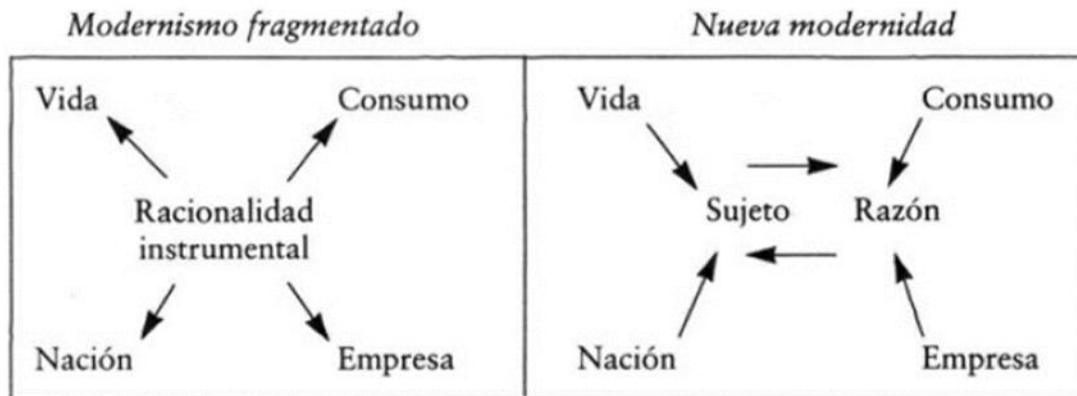 Modernismo fragmentado
Nueva modernidad
Vida
Consumo
Racionalidad
instrumental
Nación
Empresa
Vida
Consumo
Sujeto
Razón
Nación
Empresa